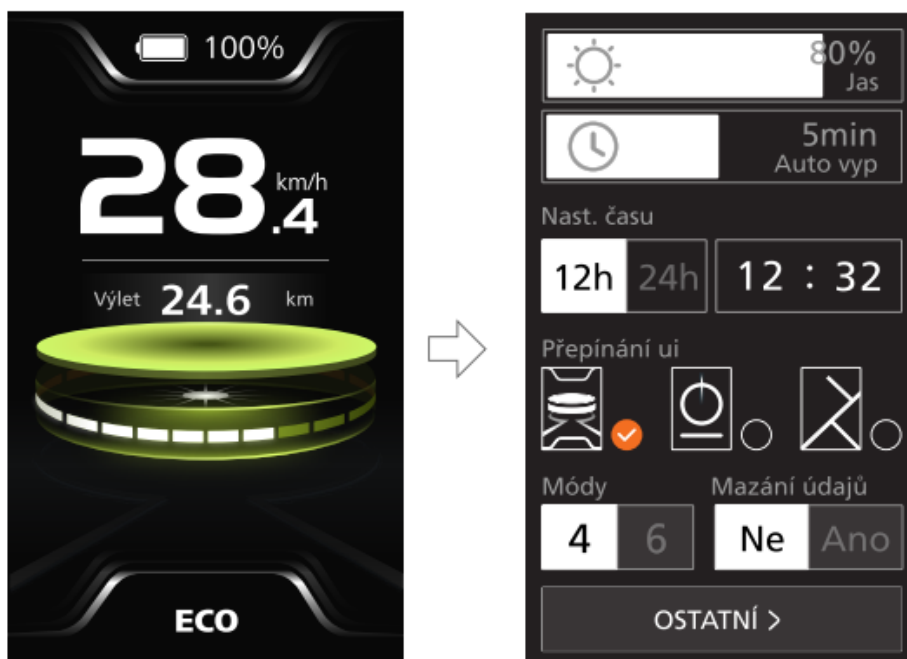 100%
28.4 km/h
Výlet 24.6 km
ECO
80%
Jas
5min
Auto vyp
Nast. času
12h 24h 12 : 32
Přepínání ui
Módy Mazání údajů
4 6 Ne Ano
OSTATNÍ >